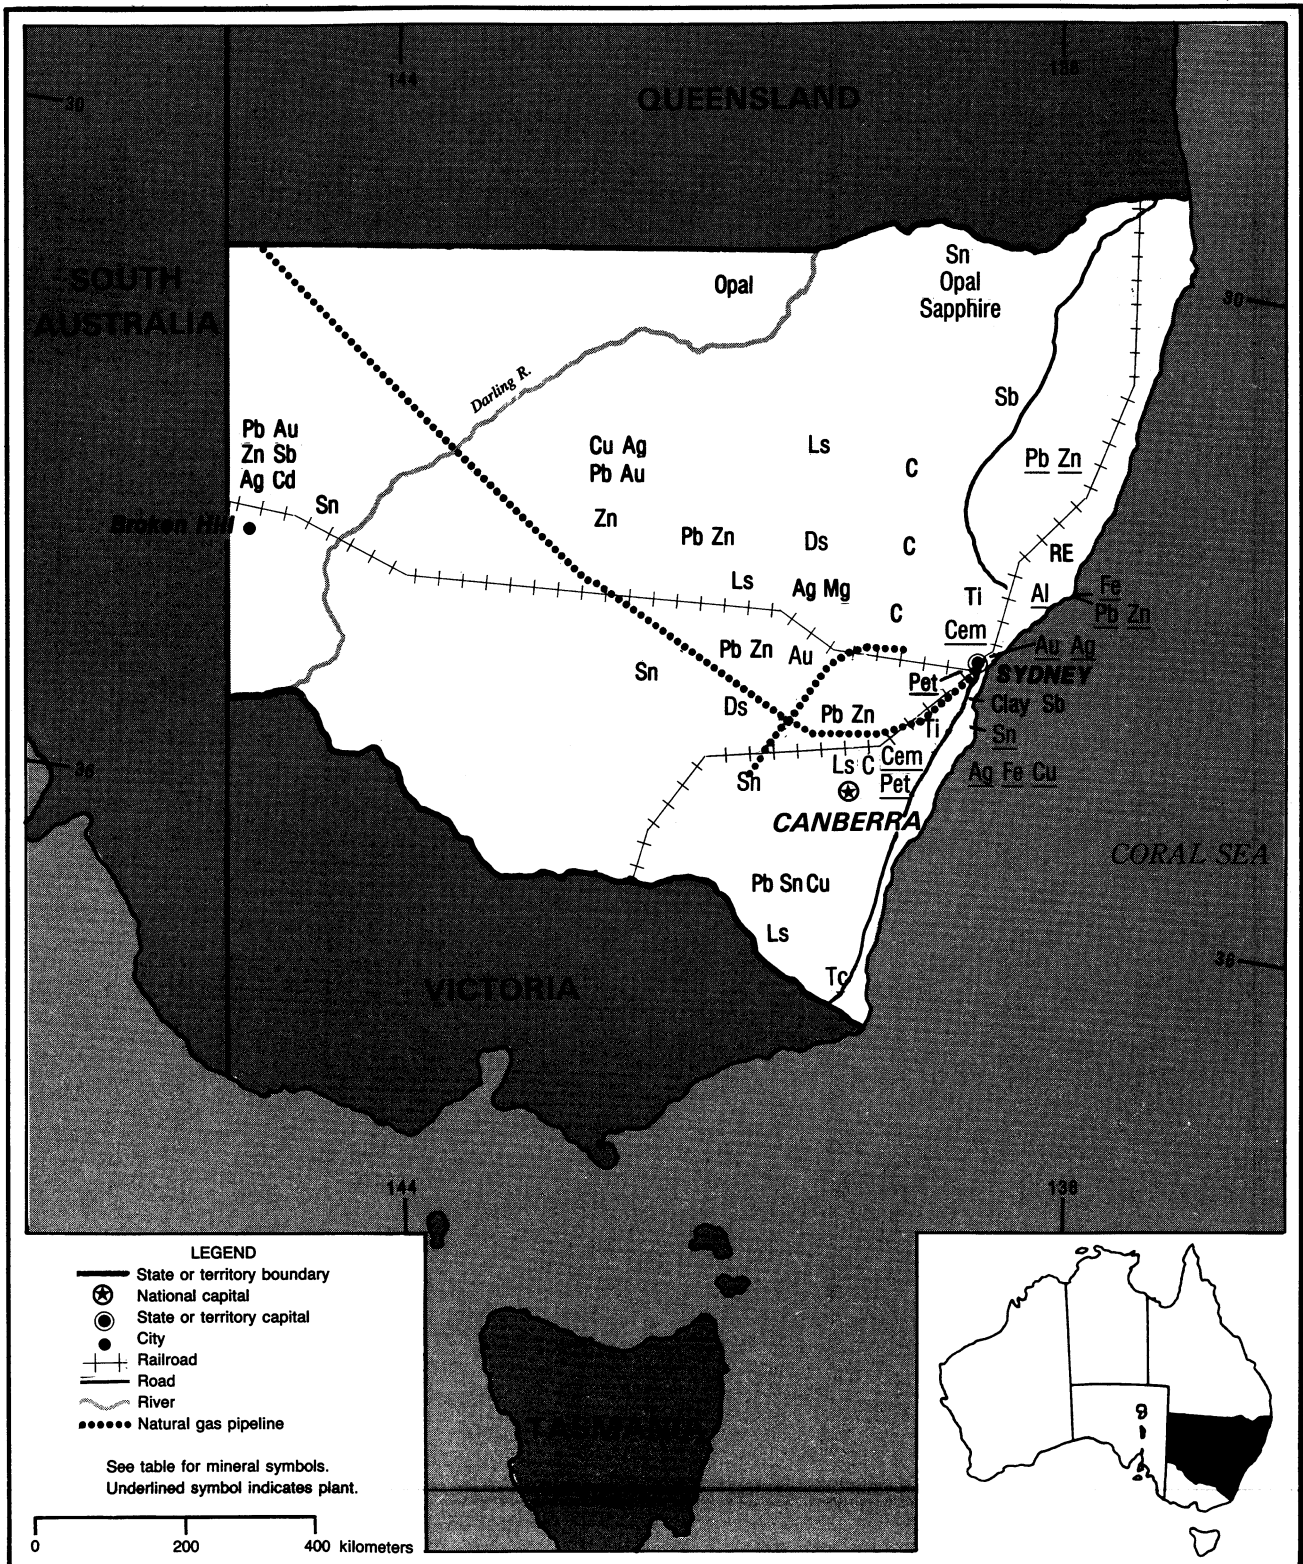 144
138
30
QUEENSLAND
SOUTH
AUSTRALIA
30
Opal
Sn
Opal
Sapphire
Darling R.
Sb
Pb Au
Zn Sb
Ag Cd
Sn
Broken Hill
Cu Ag
Pb Au
Zn
Ls
C
Pb Zn
Pb Zn
Ds
C
RE
Ls
Ag Mg
C
Ti
Al
Fe
Pb Zn
Cem
Au Ag
SYDNEY
Pb Zn
Au
Sn
Pet
Ds
Pb Zn
Ti
Clay Sb
Sn
Ls C
Cem
Pet
Ag Fe Cu
Sn
CANBERRA
36
CORAL SEA
Pb Sn Cu
Ls
Tc
36
VICTORIA
144
138
TASMANIA
LEGEND
State or territory boundary
National capital
State or territory capital
City
Railroad
Road
River
Natural gas pipeline
See table for mineral symbols.
Underlined symbol indicates plant.
0 200 400 kilometers